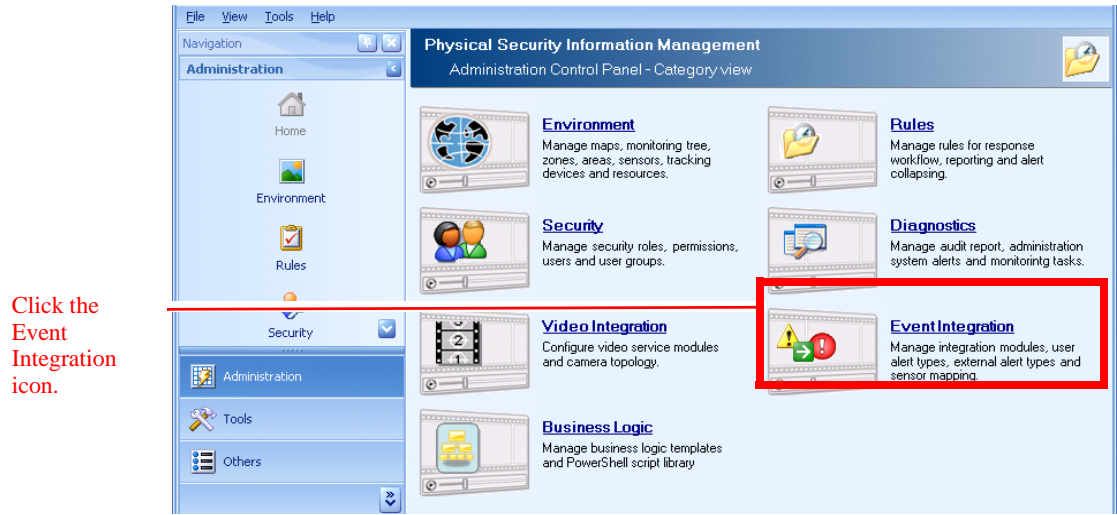 File View Tools Help
Navigation
Administration
Home
Environment
Rules
Security
Administration
Tools
Others
Click the
Event
Integration
icon.
Physical Security Information Management
Administration Control Panel - Category view
Environment
Manage maps, monitoring tree,
zones, areas, sensors, tracking
devices and resources.
Rules
Manage rules for response
workflow, reporting and alert
collapsing.
Security
Manage security roles, permissions,
users and user groups.
Diagnostics
Manage audit report, administration
system alerts and monitorintg tasks.
Video Integration
Configure video service modules
and camera topology.
Event Integration
Manage integration modules, user
alert types, external alert types and
sensor mapping.
Business Logic
Manage business logic templates
and PowerShell script library